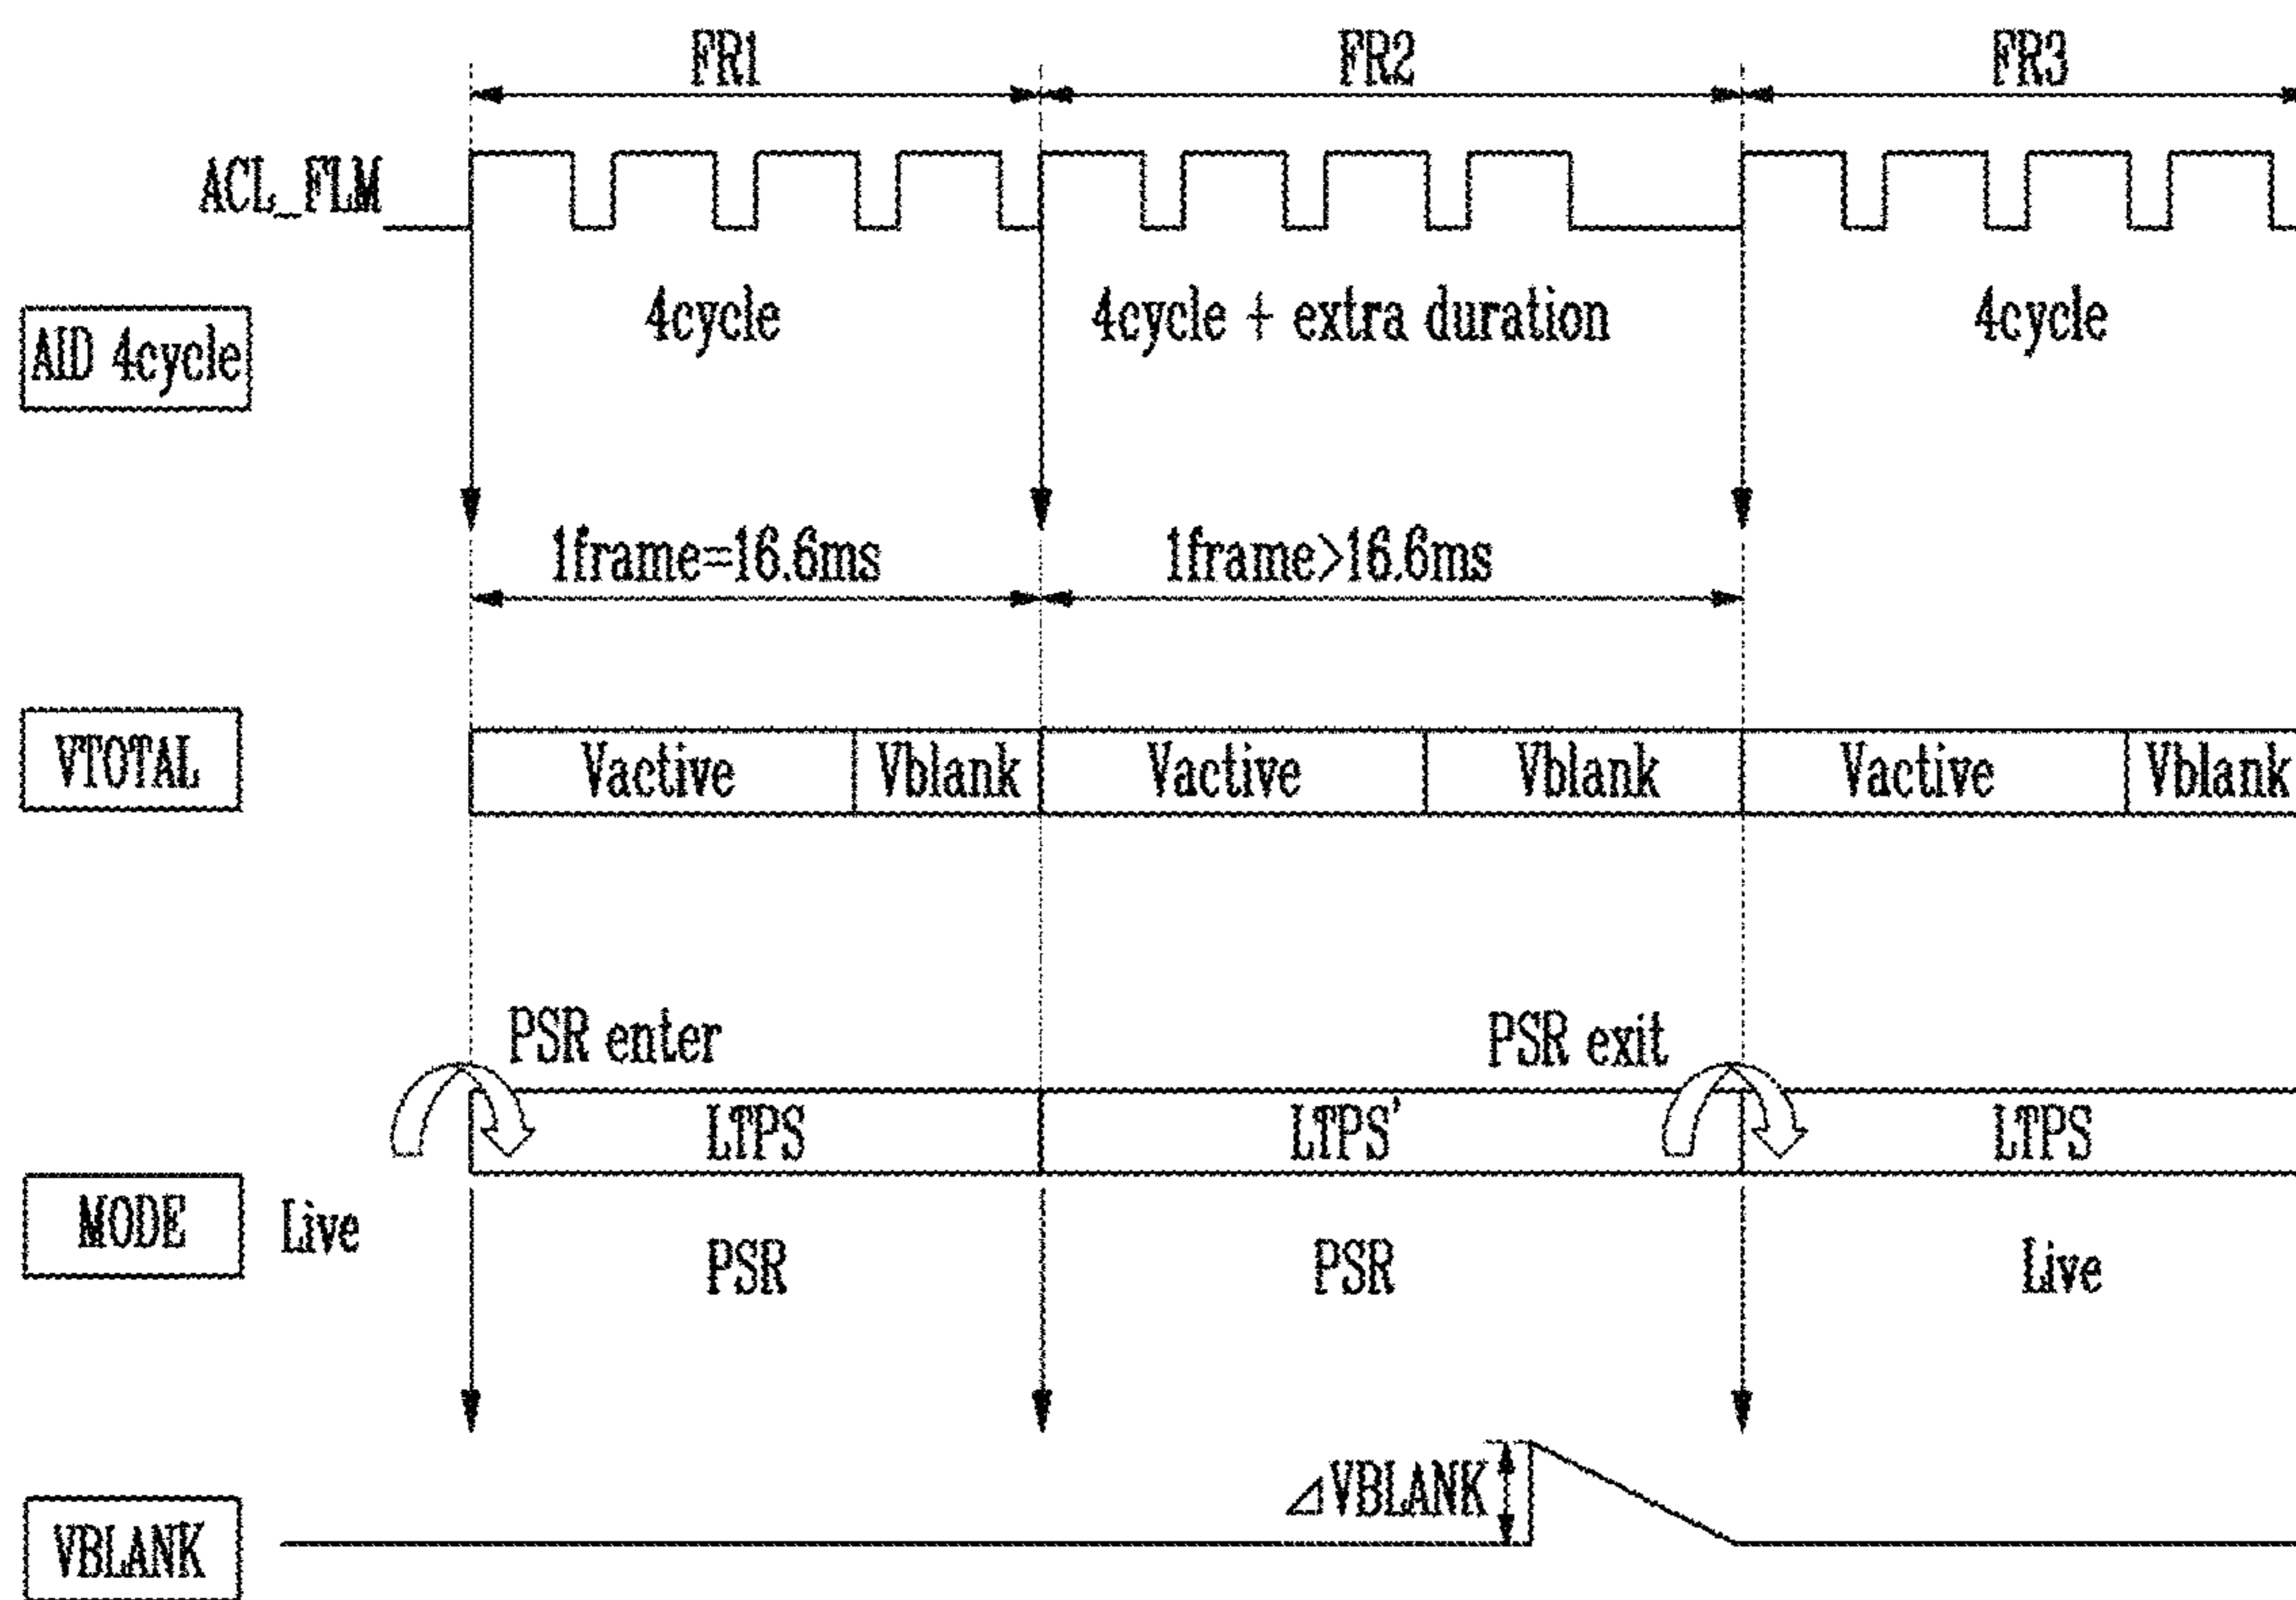 FR1 FR2 FR3
ACL_FLM
4cycle 4cycle + extra duration 4cycle
AID 4cycle
1frame=16.6ms 1frame>16.6ms
VTOTAL Vactive Vblank Vactive Vblank Vactive Vblank
PSR enter PSR exit
LTPS LTPS' LTPS
MODE Live PSR PSR Live
⊿VBLANK
VBLANK